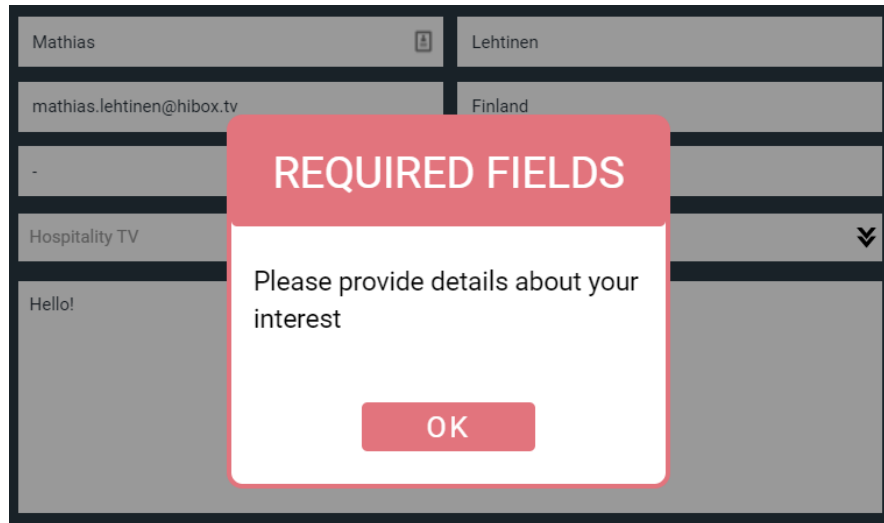 Mathias
Lehtinen
mathias.lehtinen@hibox.tv
Finland
-
REQUIRED FIELDS
Hospitality TV
Please provide details about your
interest
Hello!
OK